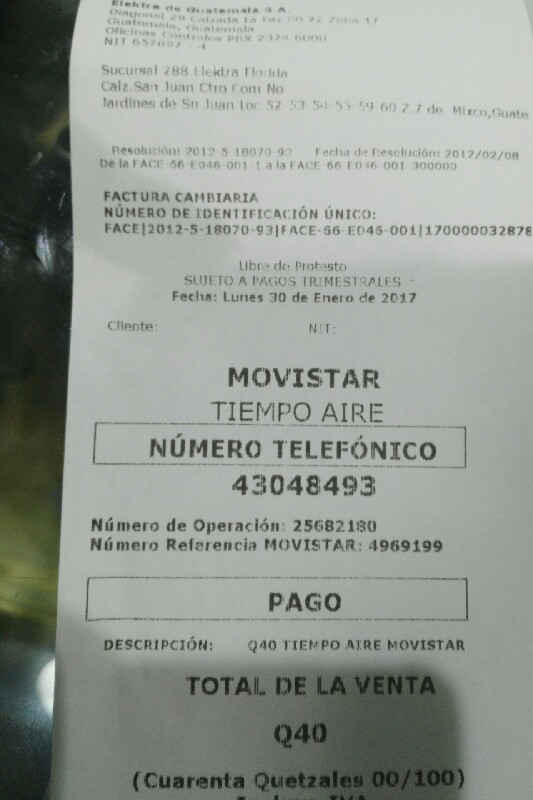 Elektra de Guatemala S.A.
Diagonal 29 Calzada La Paz 00-22 Zona 17
Guatemala, Guatemala
Oficinas Centrales PBX 2324 6000
NIT - 4
Sucursal 288 Elektra Florida
Calz.San Juan Ctro Com No
Jardines de Sn Juan Loc 52-53-54-55-59-60 Z.7 de Mixco,Guate
Resolución: 2012-5-18070-93 Fecha de Resolución: 2012/02/08
De la FACE-66-E046-001-1 a la FACE 66 E046-001-300000
FACTURA CAMBIARIA
NÚMERO DE IDENTIFICACIÓN ÚNICO:
FACE|2012-5-18070-93|FACE-66-E046-001|170000032878
Libre de Protesto
SUJETO A PAGOS TRIMESTRALES -
Fecha: Lunes 30 de Enero de 2017
Cliente: NIT:
MOVISTAR
TIEMPO AIRE
NÚMERO TELEFÓNICO
43048493
Número de Operación: 25682180
Número Referencia MOVISTAR: 4969199
PAGO
DESCRIPCIÓN: Q40 TIEMPO AIRE MOVISTAR
TOTAL DE LA VENTA
Q40
(Cuarenta Quetzales 00/100)
Incluye IVA